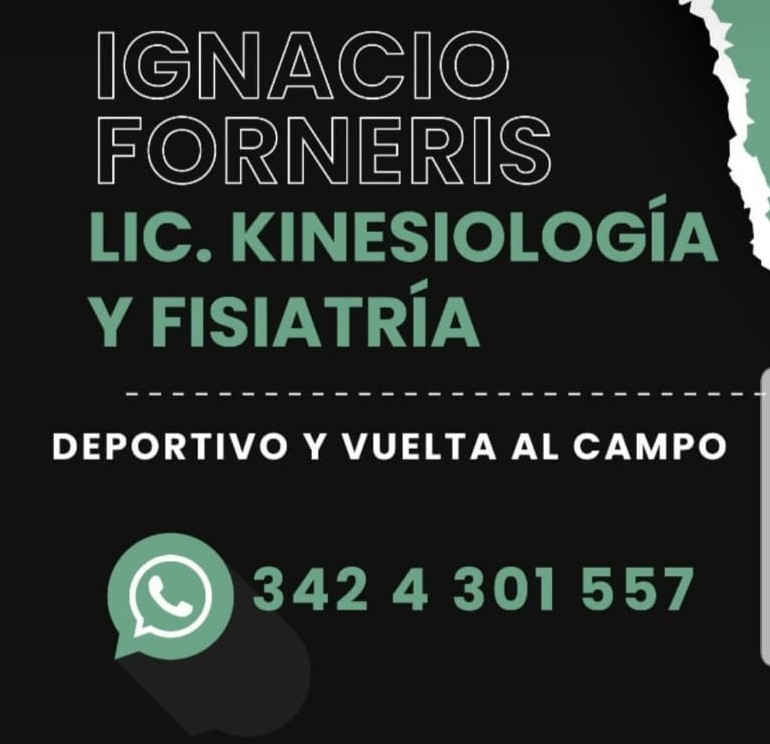 IGNACIO
FORNERIS
LIC. KINESIOLOGÍA
Y FISIATRÍA
DEPORTIVO Y VUELTA AL CAMPO
342 4 301 557